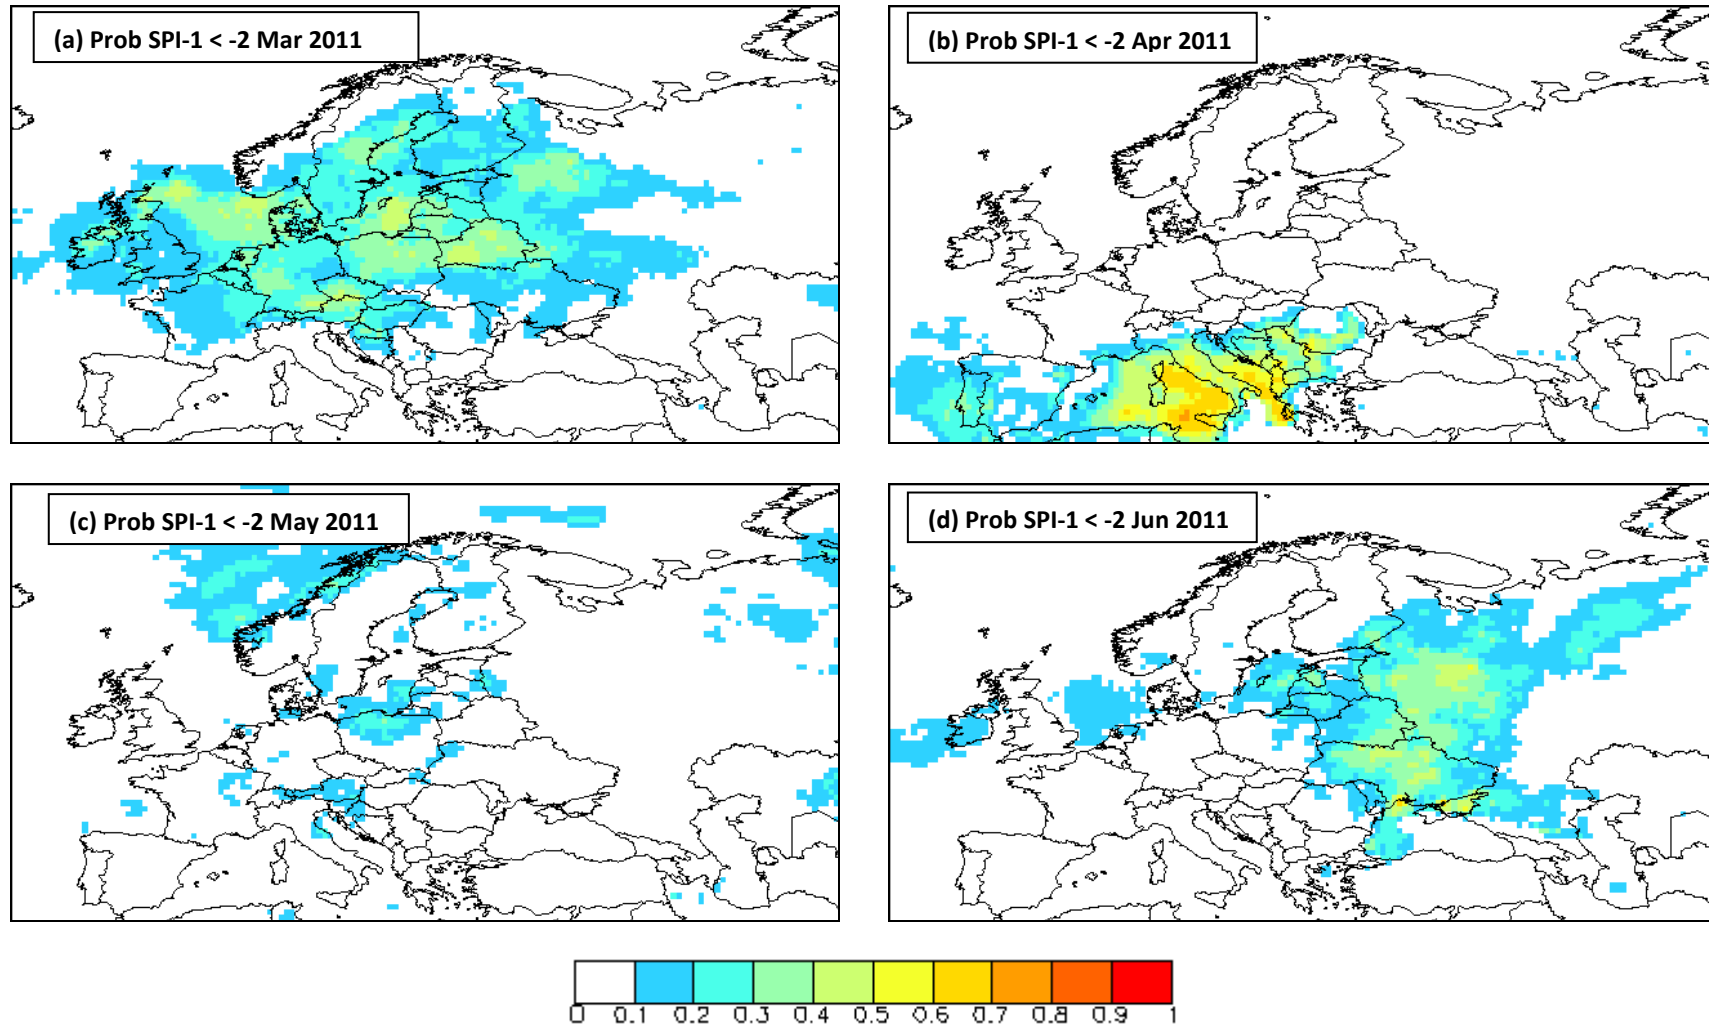 (a) Prob SPI-1 < -2 Mar 2011
(b) Prob SPI-1 < -2 Apr 2011
(c) Prob SPI-1 < -2 May 2011
(d) Prob SPI-1 < -2 Jun 2011
0 0.1 0.2 0.3 0.4 0.5 0.6 0.7 0.8 0.9 1